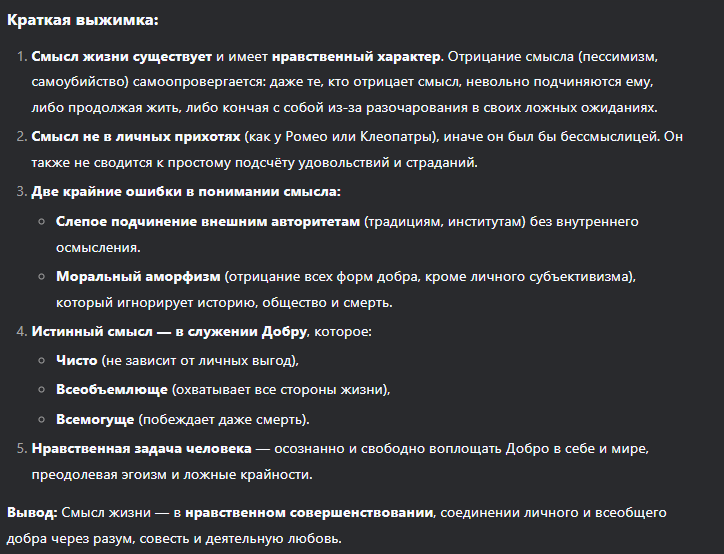 Краткая выжимка:
1. Смысл жизни существует и имеет нравственный характер. Отрицание смысла (пессимизм,
самоубийство) самоопровергается: даже те, кто отрицает смысл, невольно подчиняются ему,
либо продолжая жить, либо кончая с собой из-за разочарования в своих ложных ожиданиях.
2. Смысл не в личных прихотях (как у Ромео или Клеопатры), иначе он был бы бессмыслицей. Он
также не сводится к простому подсчёту удовольствий и страданий.
3. Две крайние ошибки в понимании смысла:
○ Слепое подчинение внешним авторитетам (традициям, институтам) без внутреннего
осмысления.
○ Моральный аморфизм (отрицание всех форм добра, кроме личного субъективизма),
который игнорирует историю, общество и смерть.
4. Истинный смысл — в служении Добру, которое:
○ Чисто (не зависит от личных выгод),
○ Всеобъемлюще (охватывает все стороны жизни),
○ Всемогуще (побеждает даже смерть).
5. Нравственная задача человека — осознанно и свободно воплощать Добро в себе и мире,
преодолевая эгоизм и ложные крайности.
Вывод: Смысл жизни — в нравственном совершенствовании, соединении личного и всеобщего
добра через разум, совесть и деятельную любовь.